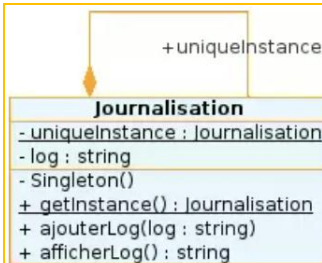 +uniqueInstance
Journalisation
- uniqueInstance : Journalisation
- log : string
- Singleton()
+ getInstance() : Journalisation
+ ajouterLog(log : string)
+ afficherLog() : string